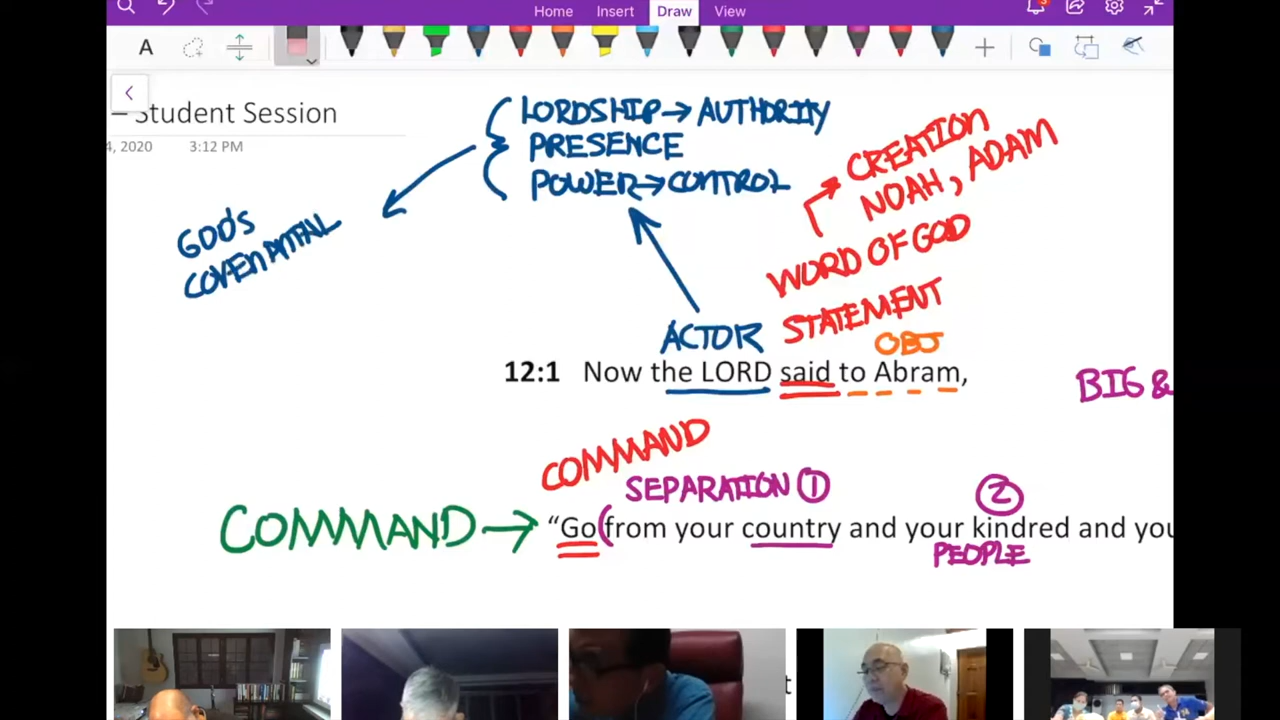 Home Insert Draw View
3
A
– Student Session
4, 2020 3:12 PM
LORDSHIP → AUTHORITY
PRESENCE
POWER → CONTROL
GOD'S
COVENANTAL
CREATION
NOAH, ADAM
WORD OF GOD
STATEMENT
ACTOR
OBJ
12:1 Now the LORD said to Abram,
BIG &
COMMAND
SEPARATION ①
②
COMMAND → “Go (from your country and your kindred and you
PEOPLE
t